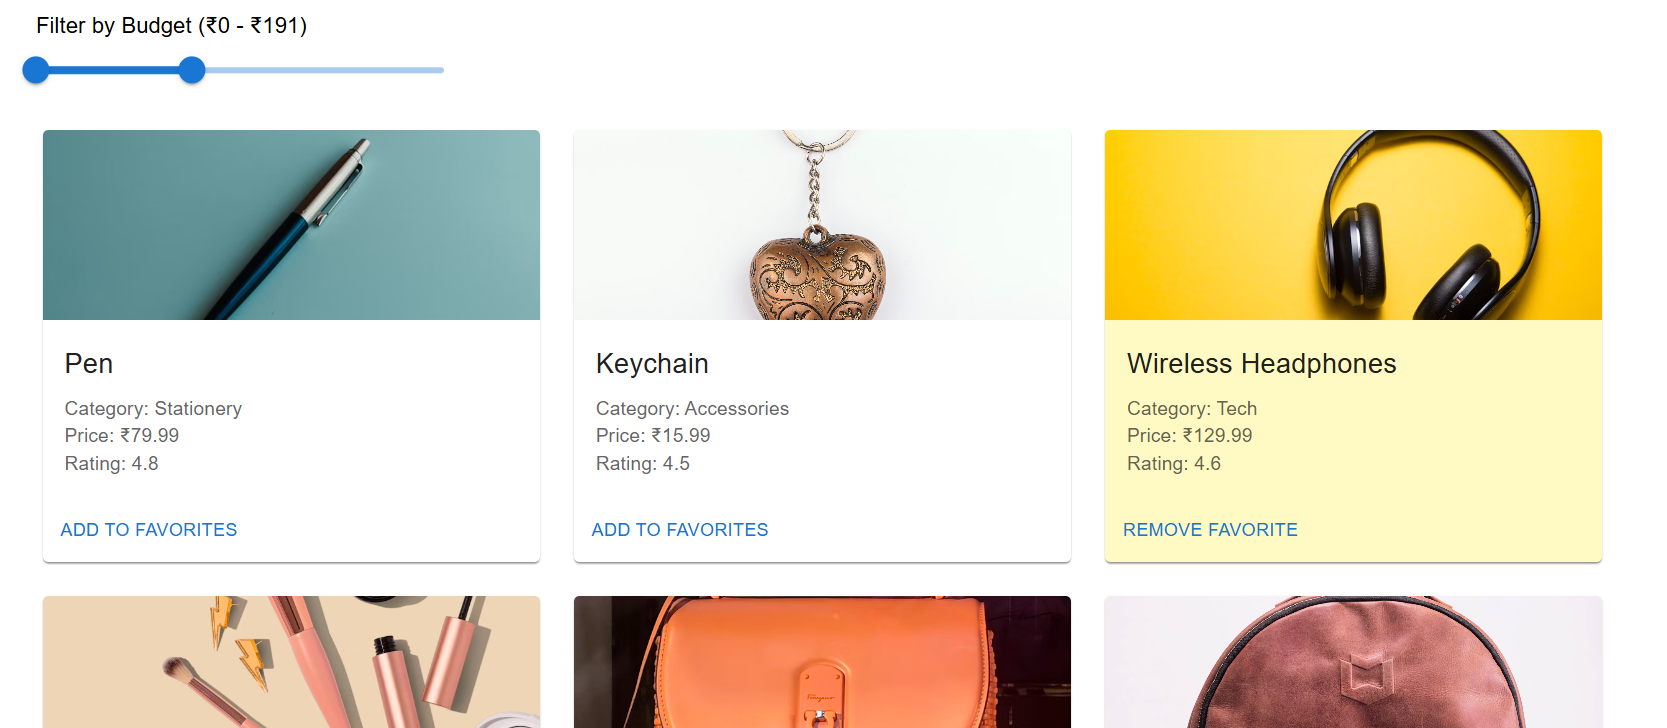 Filter by Budget (₹0 - ₹191)
Pen
Category: Stationery
Price: ₹79.99
Rating: 4.8
ADD TO FAVORITES
Keychain
Category: Accessories
Price: ₹15.99
Rating: 4.5
ADD TO FAVORITES
Wireless Headphones
Category: Tech
Price: ₹129.99
Rating: 4.6
REMOVE FAVORITE